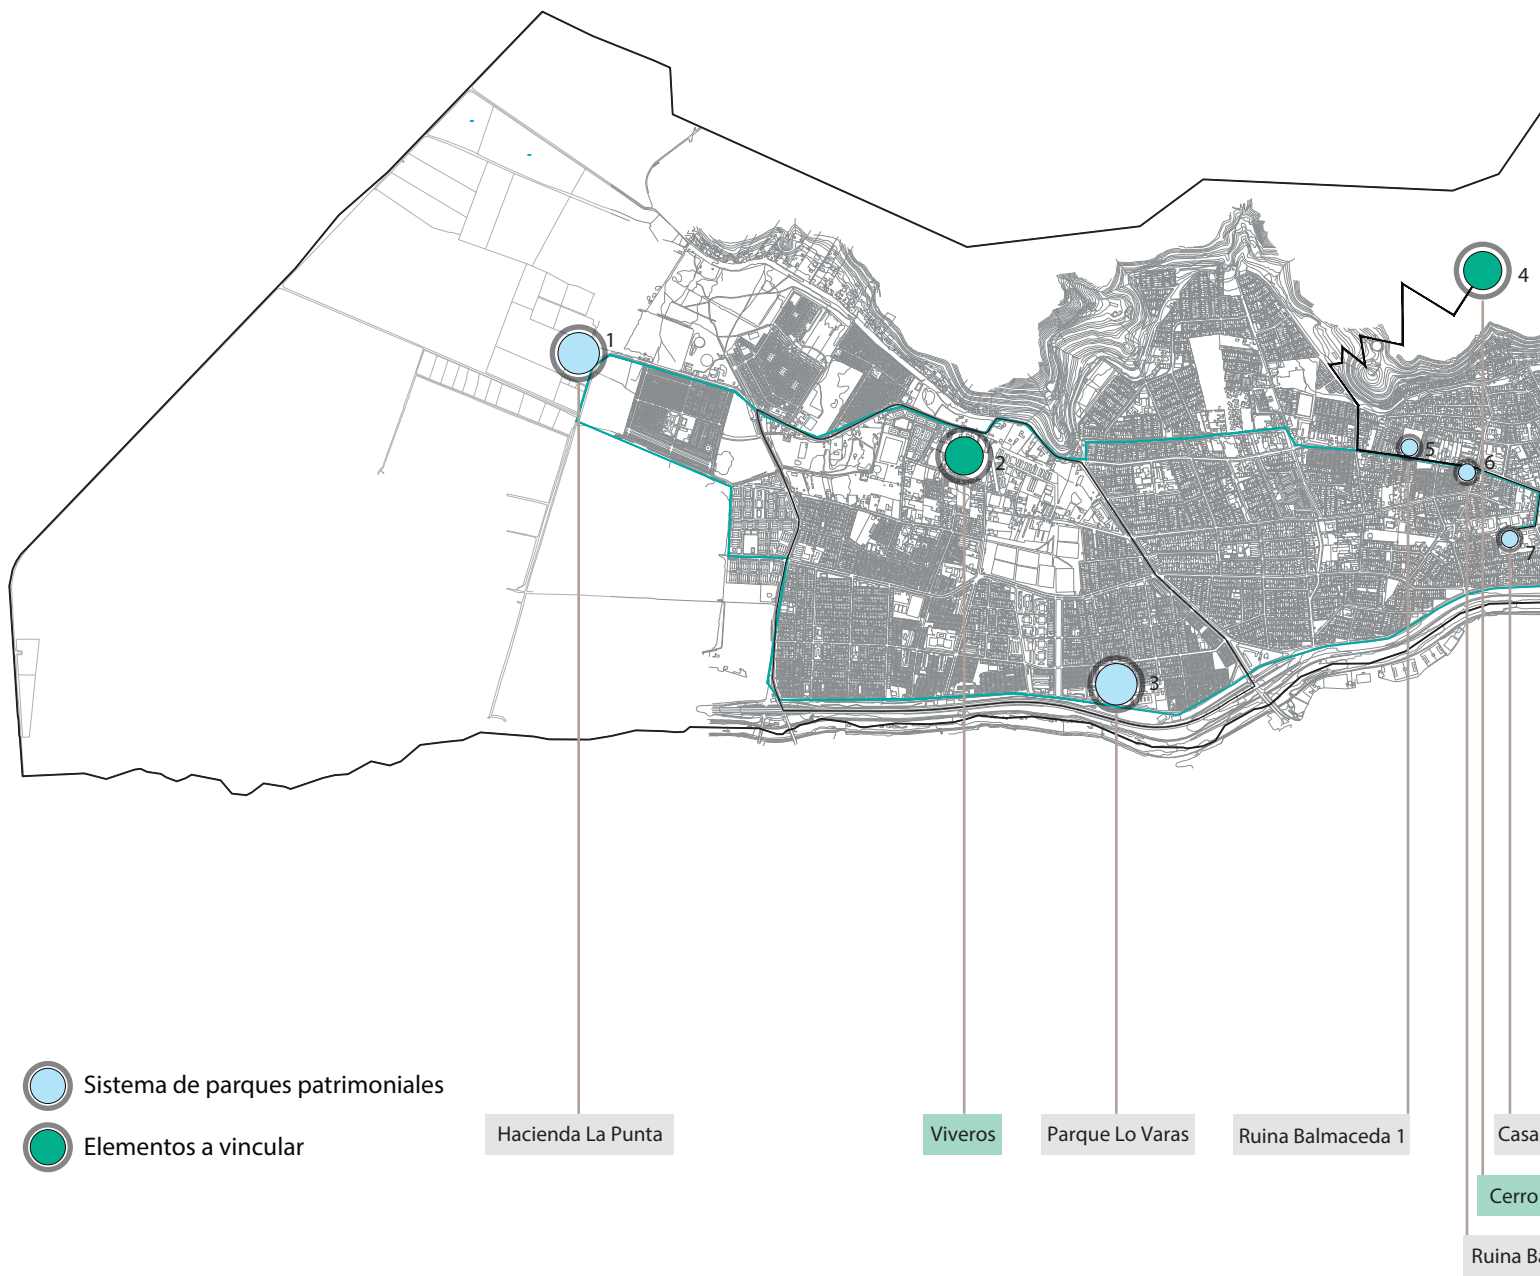 1
2
3
4
5
6
7
Sistema de parques patrimoniales
Elementos a vincular
Hacienda La Punta
Viveros
Parque Lo Varas
Ruina Balmaceda 1
Casa
Cerro
Ruina Ba